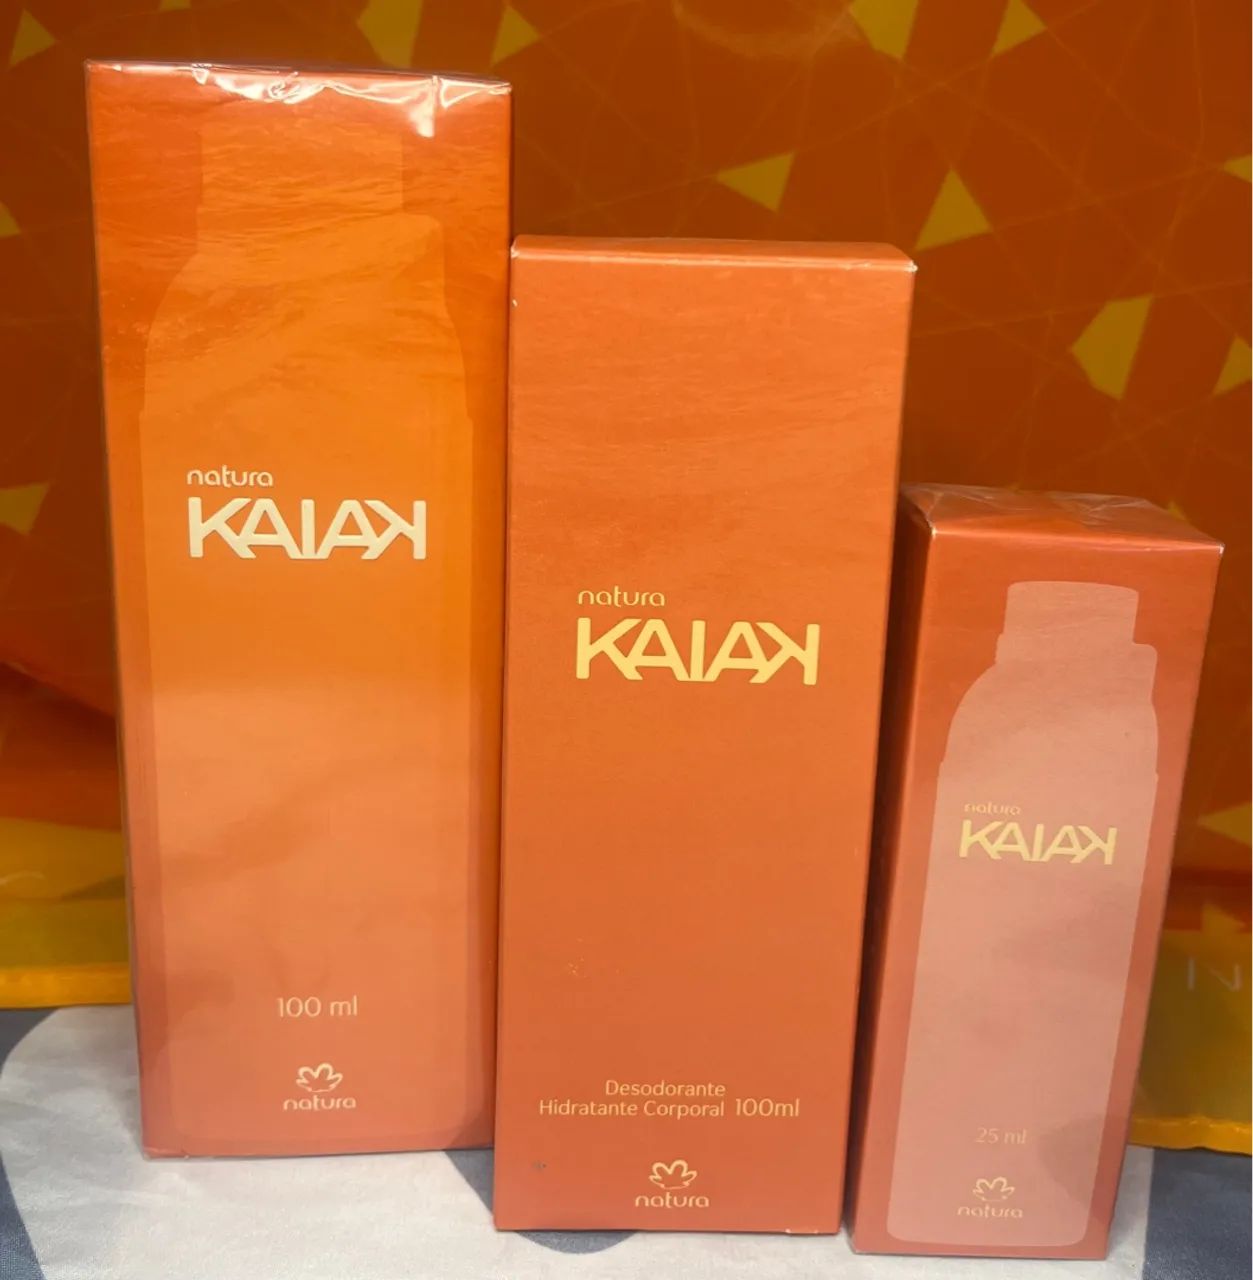 natura
KAIAK
100 ml
natura
natura
KAIAK
Desodorante
Hidratante Corporal 100ml
natura
natura
KAIAK
25 ml
natura